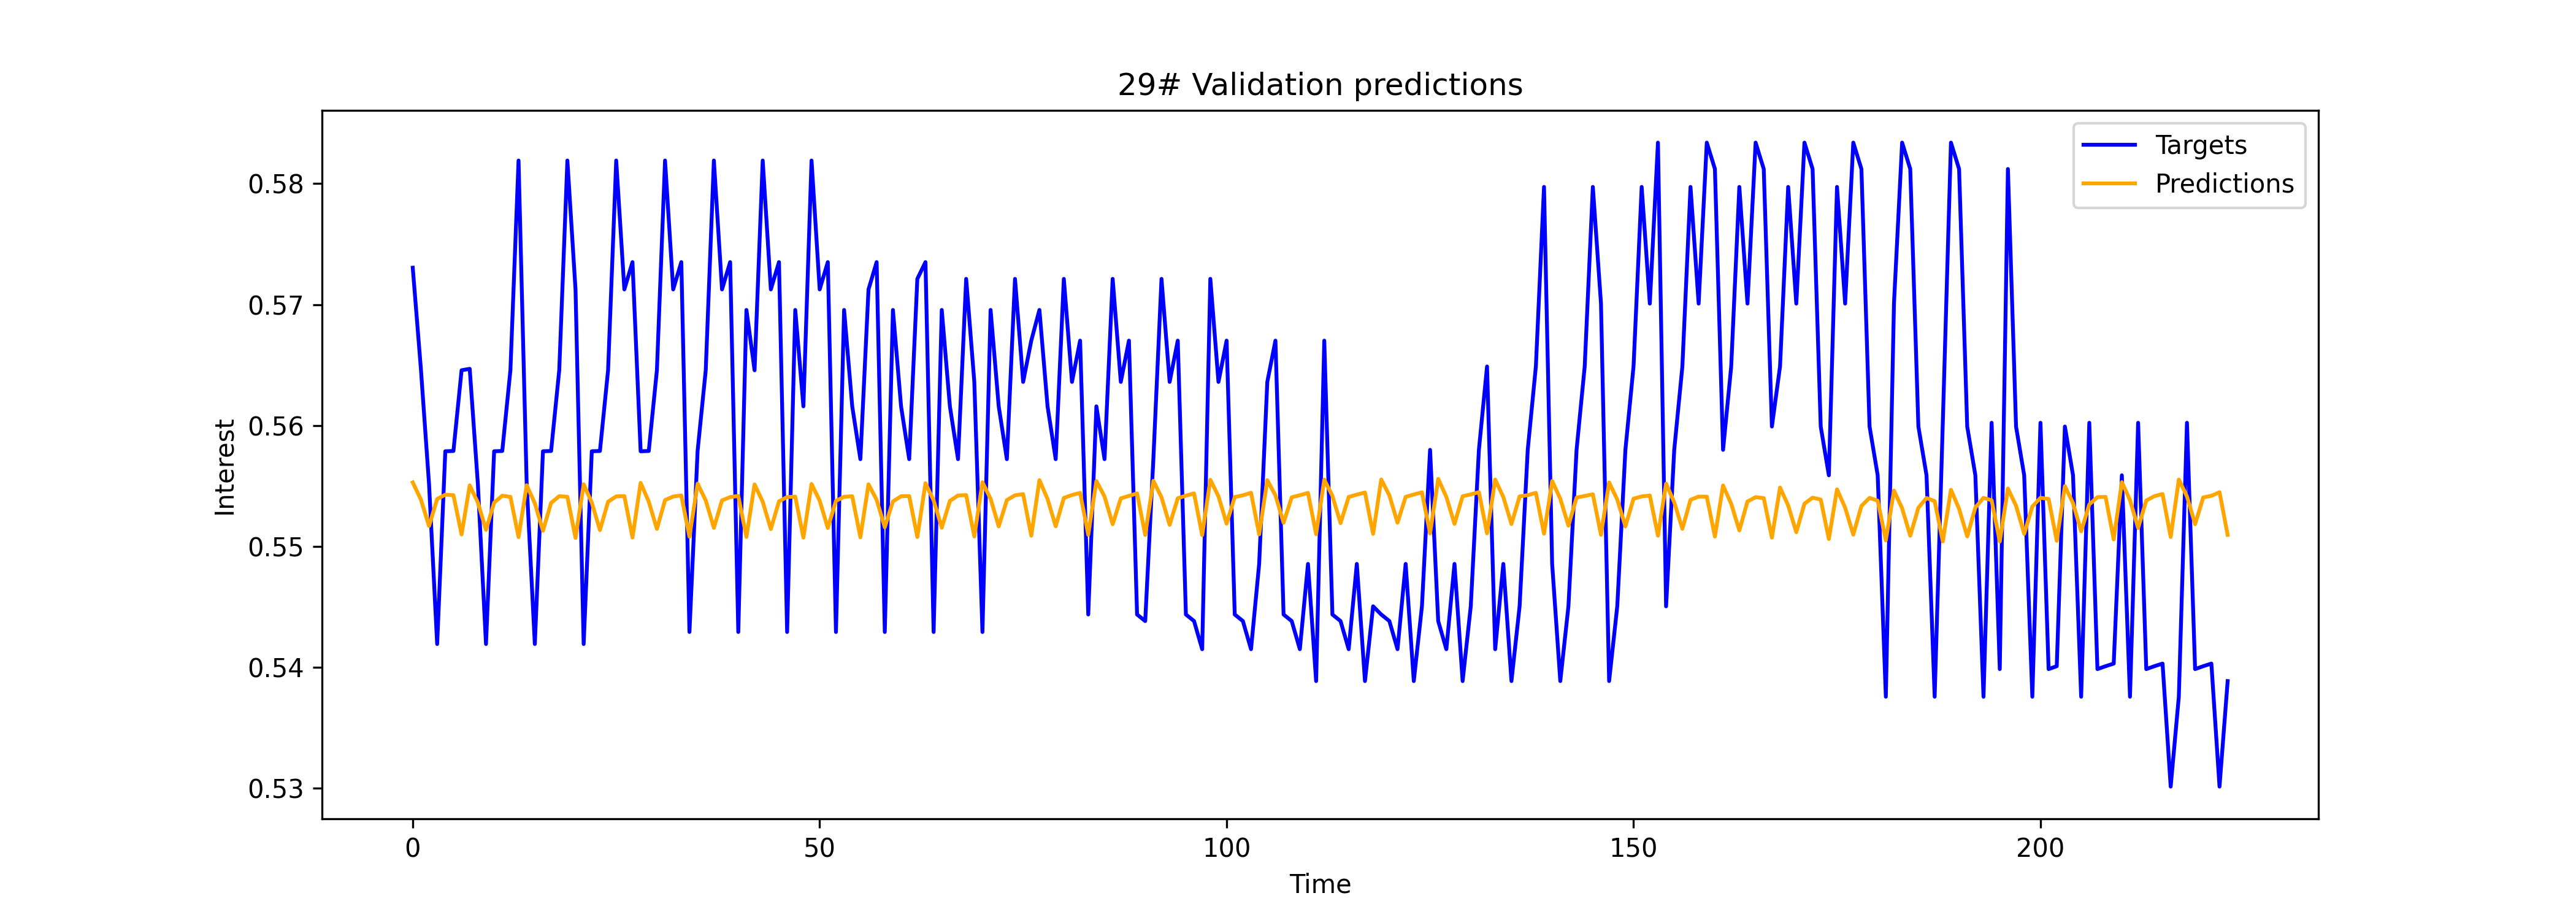 29# Validation predictions
Targets
Predictions
Interest
0.58
0.57
0.56
0.55
0.54
0.53
0
50
100
150
200
Time